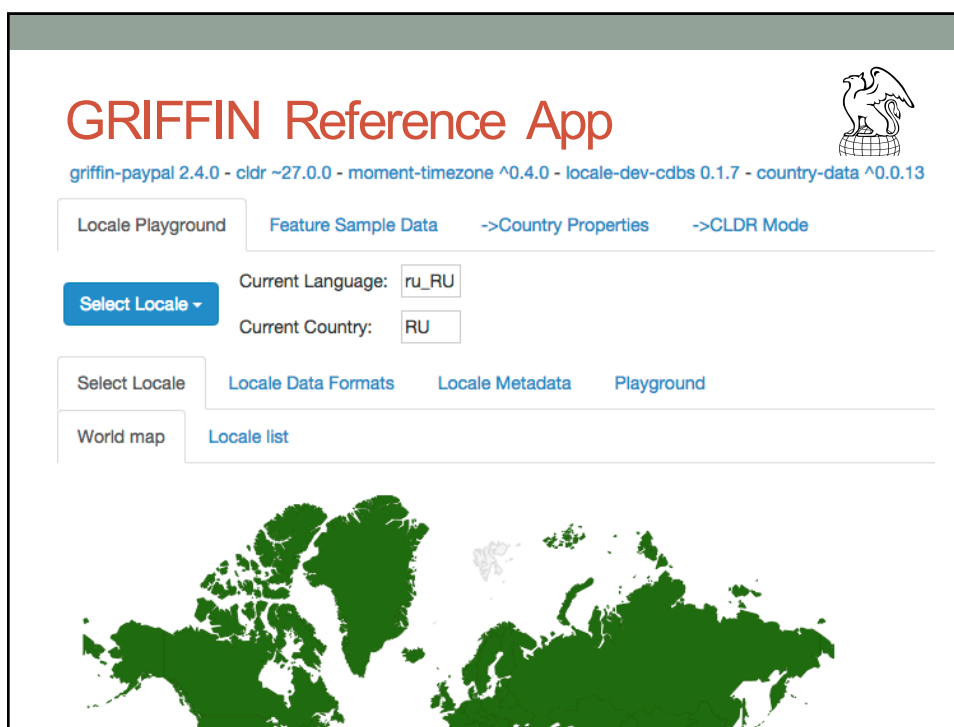 GRIFFIN Reference App
griffin-paypal 2.4.0 - cldr ~27.0.0 - moment-timezone ^0.4.0 - locale-dev-cdbs 0.1.7 - country-data ^0.0.13
Locale Playground Feature Sample Data ->Country Properties ->CLDR Mode
Select Locale
Current Language: ru_RU
Current Country: RU
Select Locale Locale Data Formats Locale Metadata Playground
World map Locale list